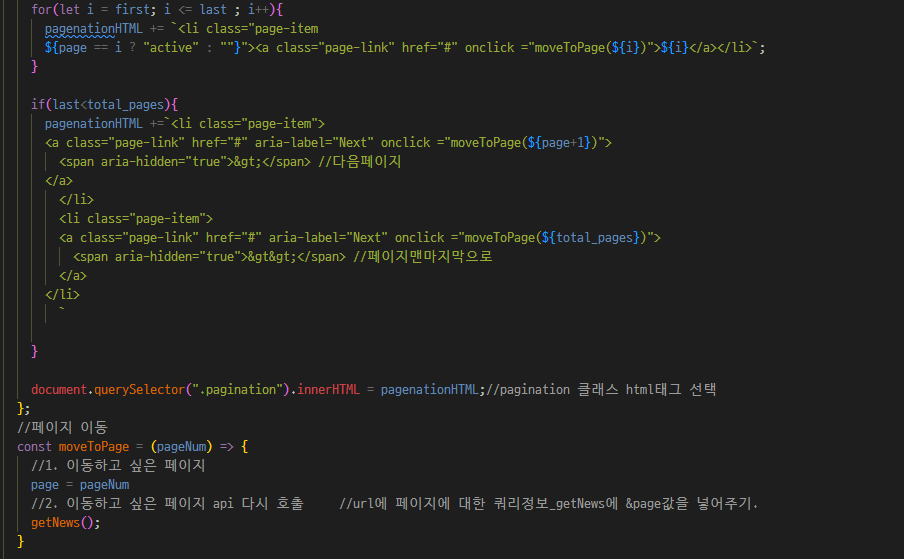 for(let i = first; i <= last ; i++){
pagenationHTML += `<li class="page-item
${page == i ? "active" : ""}"><a class="page-link" href="#" onclick ="moveToPage(${i})">${i}</a></li>`;
}
if(last<total_pages){
pagenationHTML +=`<li class="page-item">
<a class="page-link" href="#" aria-label="Next" onclick ="moveToPage(${page+1})">
<span aria-hidden="true">&gt;</span> //다음페이지
</a>
</li>
<li class="page-item">
<a class="page-link" href="#" aria-label="Next" onclick ="moveToPage(${total_pages})">
<span aria-hidden="true">&gt&gt;</span> //페이지맨마지막으로
</a>
</li>
`
}
document.querySelector(".pagination").innerHTML = pagenationHTML;//pagination 클래스 html태그 선택
};
//페이지 이동
const moveToPage = (pageNum) => {
//1. 이동하고 싶은 페이지
page = pageNum
//2. 이동하고 싶은 페이지 api 다시 호출 //url에 페이지에 대한 쿼리정보_getNews에 &page값을 넣어주기.
getNews();
}